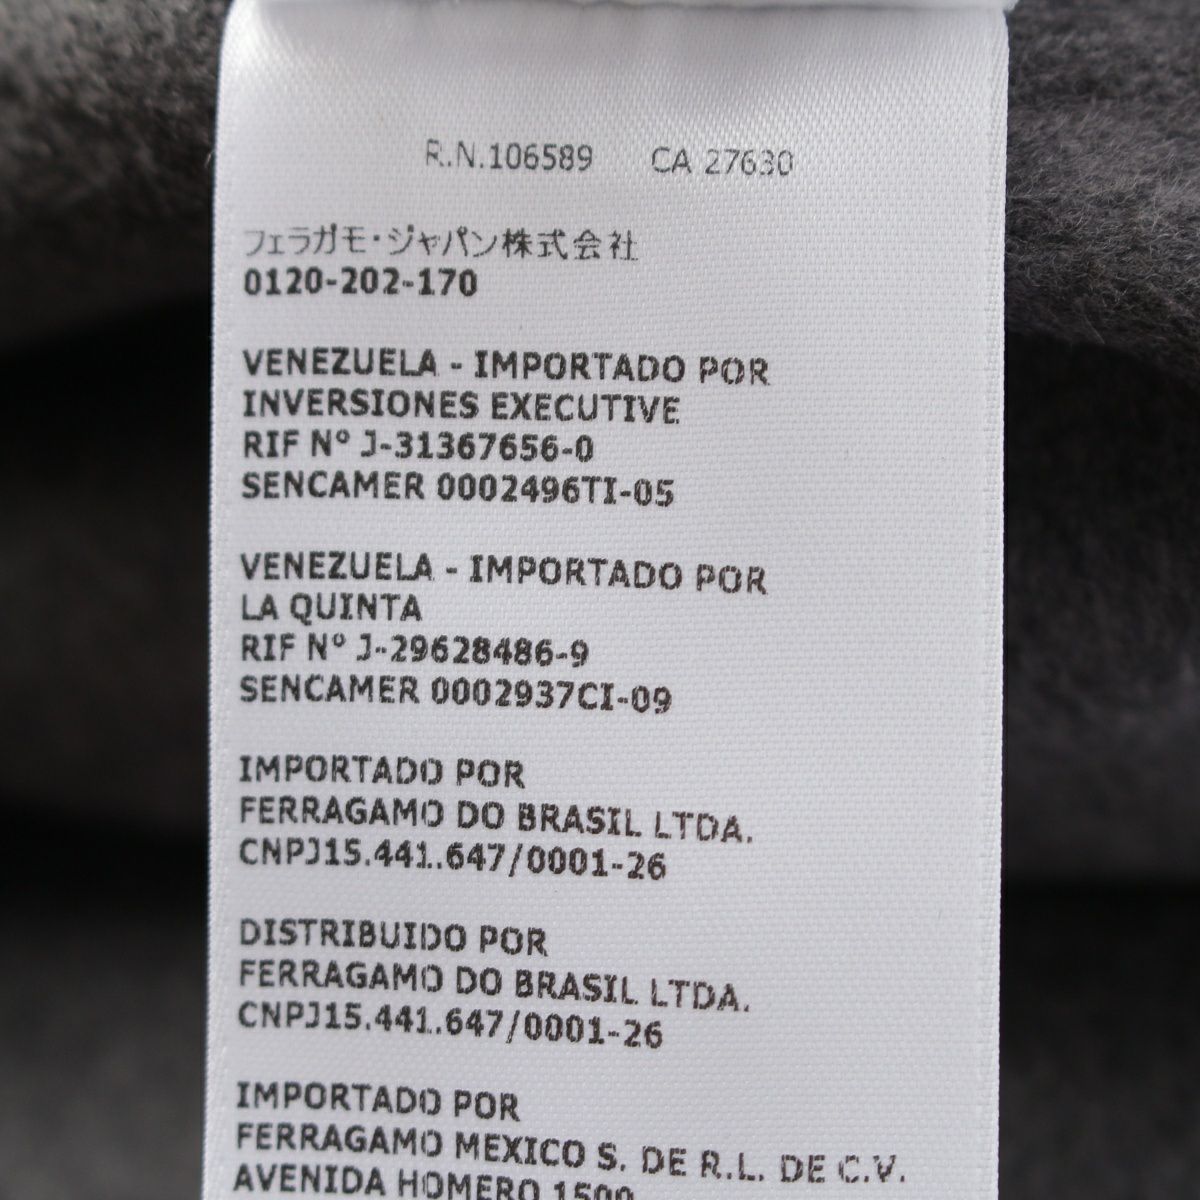 R.N.106589 CA 27630
フェラガモ・ジャパン株式会社
0120-202-170
VENEZUELA - IMPORTADO POR
INVERSIONES EXECUTIVE
RIF Nº J-31367656-0
SENCAMER 0002496TI-05
VENEZUELA - IMPORTADO POR
LA QUINTA
RIF Nº J-29628486-9
SENCAMER 0002937CI-09
IMPORTADO POR
FERRAGAMO DO BRASIL LTDA.
CNPJ15.441.647/0001-26
DISTRIBUIDO POR
FERRAGAMO DO BRASIL LTDA.
CNPJ15.441.647/0001-26
IMPORTADO POR
FERRAGAMO MEXICO S. DE R.L. DE C.V.
AVENIDA HOMERO 1500